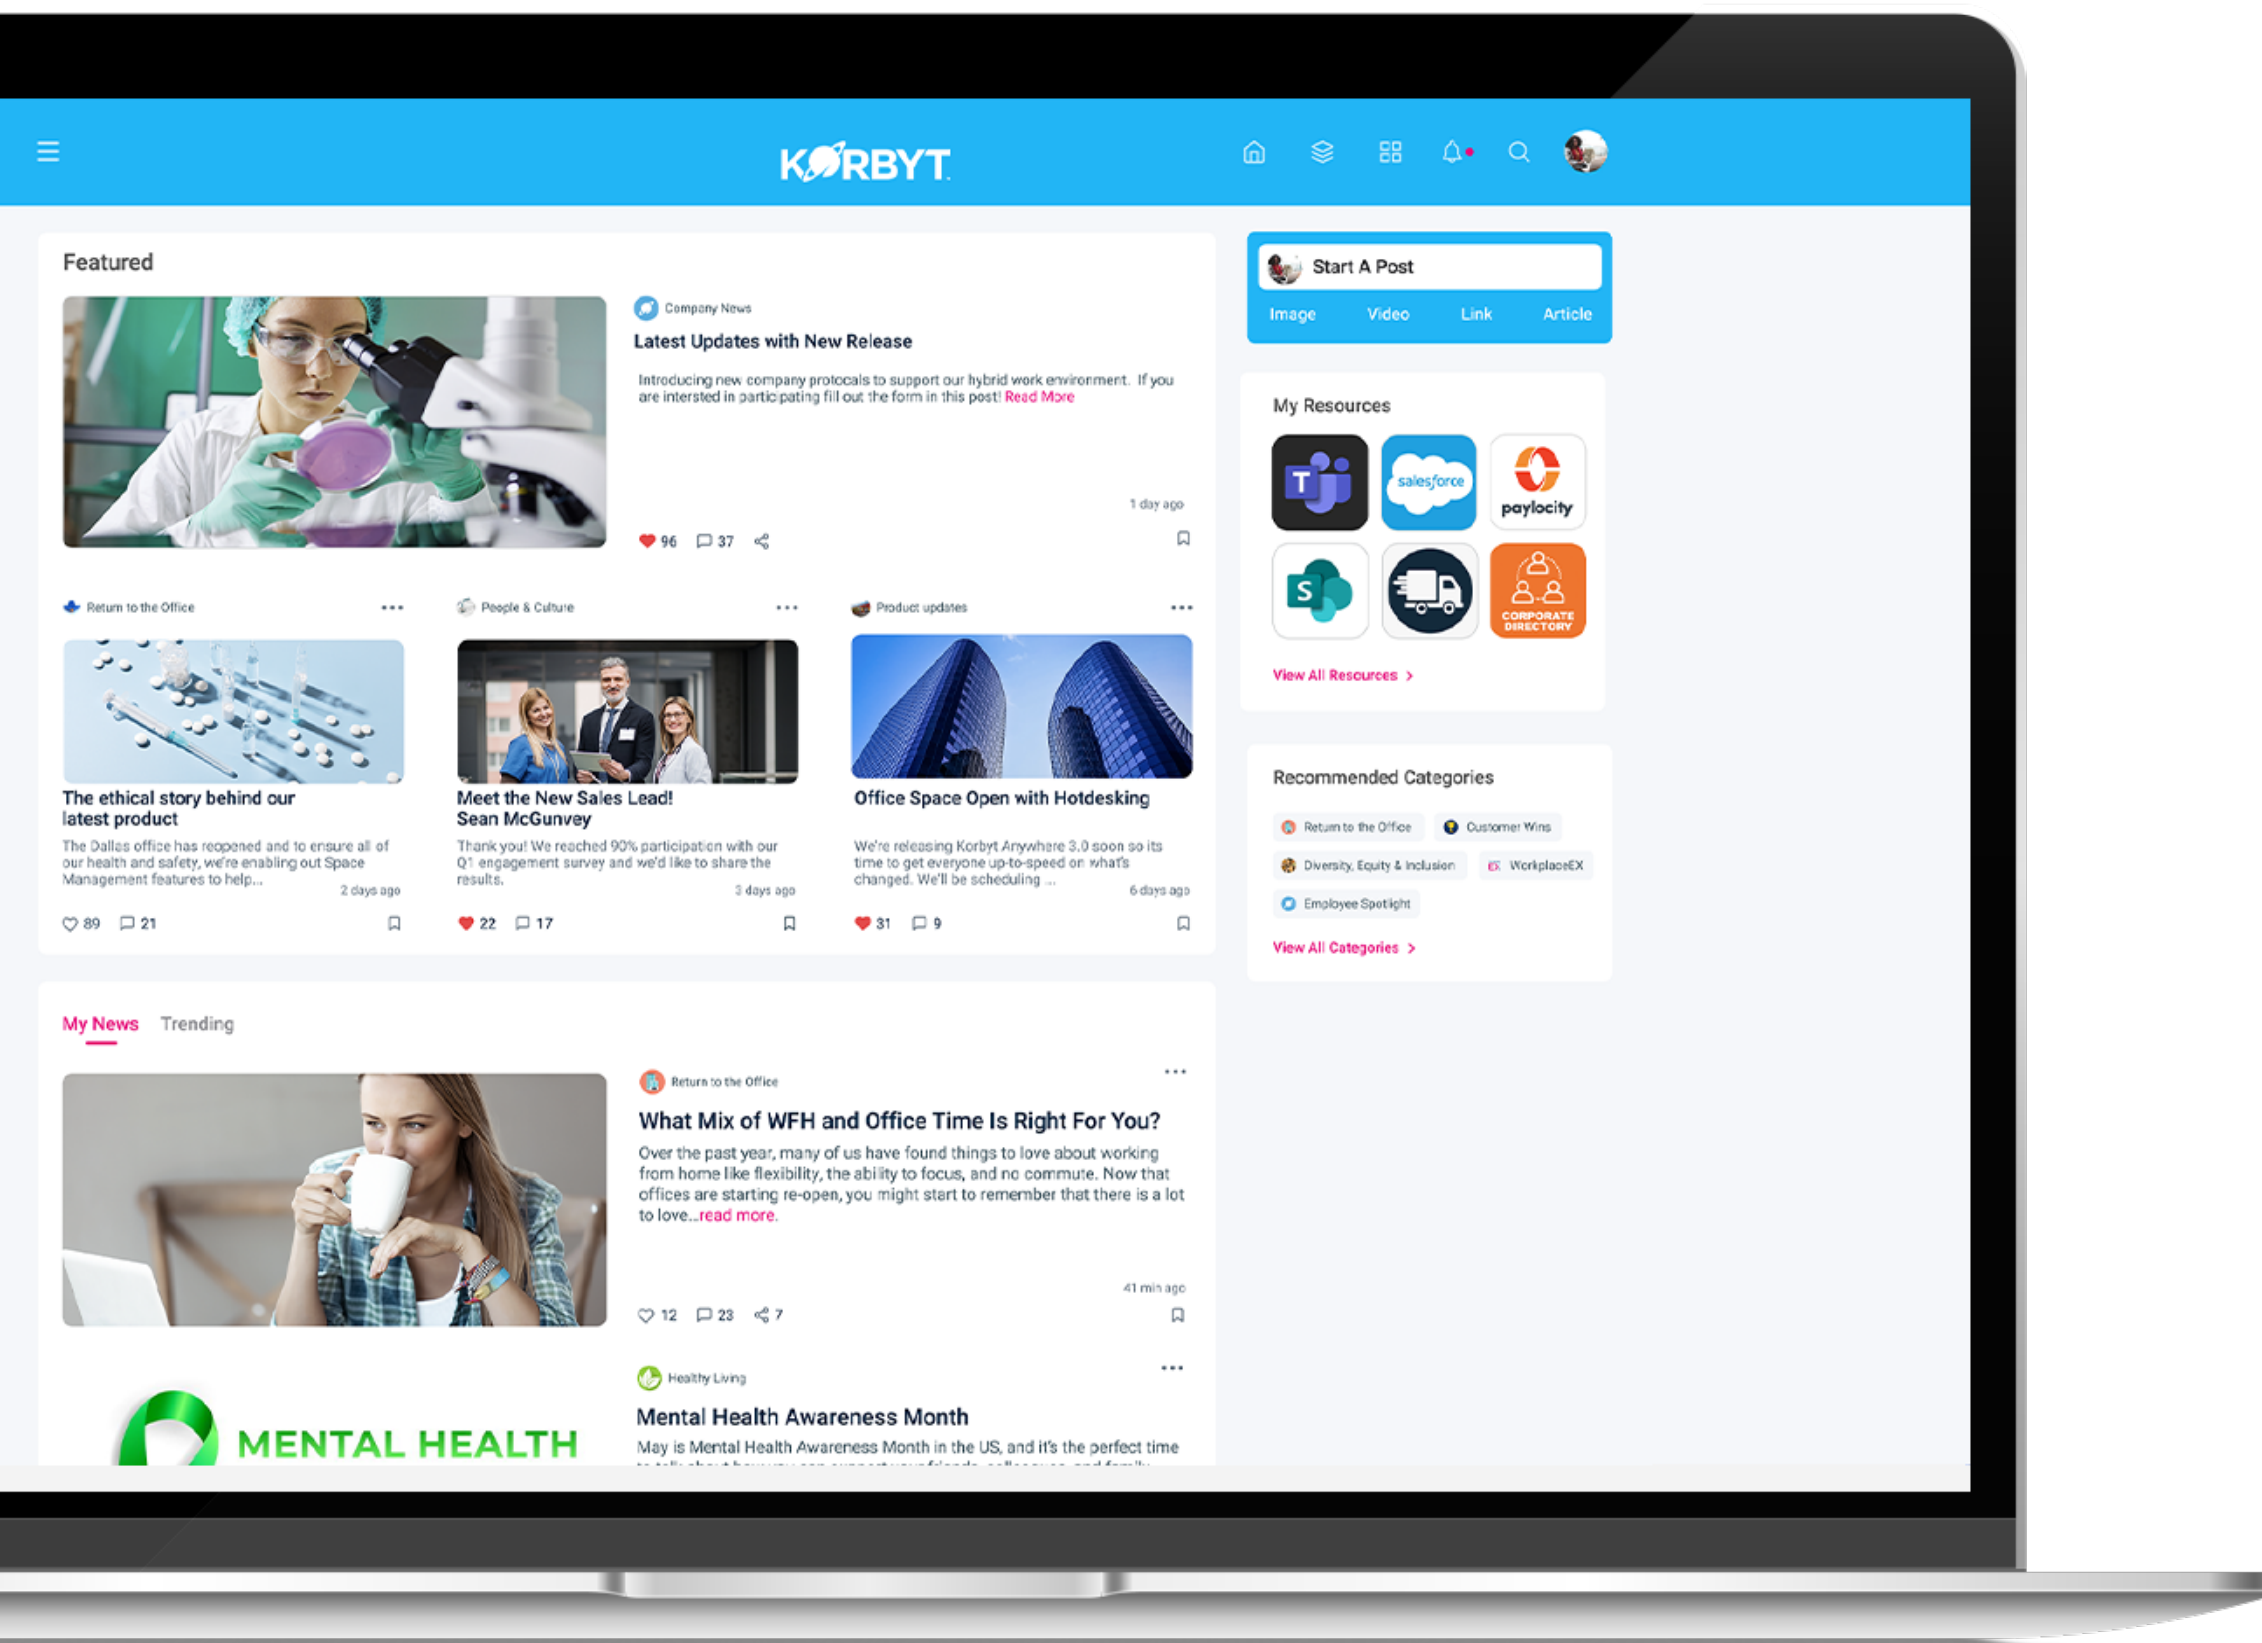 KORBYT
Featured
Company News
Latest Updates with New Release
Introducing new company protocals to support our hybrid work environment. If you
are intersted in participating fill out the form in this post! Read More
1 day ago
96 37
Return to the Office
The ethical story behind our
latest product
The Dallas office has reopened and to ensure all of
our health and safety, we're enabling out Space
Management features to help...
2 days ago
89 21
People & Culture
Meet the New Sales Lead!
Sean McGunvey
Thank you! We reached 90% participation with our
Q1 engagement survey and we'd like to share the
results.
3 days ago
22 17
Product updates
Office Space Open with Hotdesking
We're releasing Korbyt Anywhere 3.0 soon so its
time to get everyone up-to-speed on what's
changed. We'll be scheduling ...
6 days ago
31 9
My News Trending
Return to the Office
What Mix of WFH and Office Time Is Right For You?
Over the past year, many of us have found things to love about working
from home like flexibility, the ability to focus, and no commute. Now that
offices are starting re-open, you might start to remember that there is a lot
to love...read more.
41 min ago
12 23 7
MENTAL HEALTH
Healthy Living
Mental Health Awareness Month
May is Mental Health Awareness Month in the US, and it's the perfect time
Start A Post
Image Video Link Article
My Resources
T
salesforce
paylocity
S
CORPORATE
DIRECTORY
View All Resources >
Recommended Categories
Return to the Office Customer Wins
Diversity, Equity & Inclusion EX WorkplaceEX
Employee Spotlight
View All Categories >